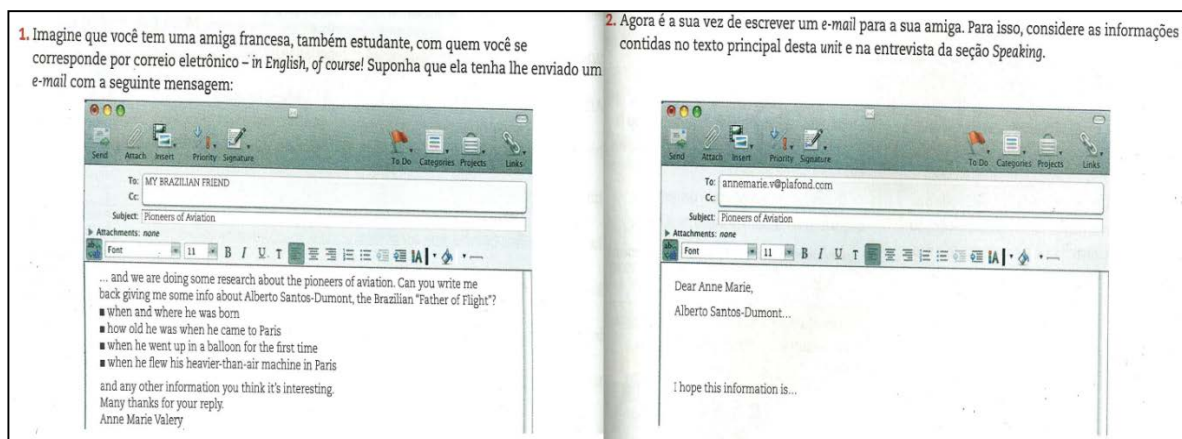 1. Imagine que você tem uma amiga francesa, também estudante, com quem você se
corresponde por correio eletrônico – in English, of course! Suponha que ela tenha lhe enviado um
e-mail com a seguinte mensagem:
Send Attach Insert Priority Signature To Do Categories Projects Links
To: MY BRAZILIAN FRIEND
Cc:
Subject: Pioneers of Aviation
Attachments: none
Font 11 B I U T
... and we are doing some research about the pioneers of aviation. Can you write me
back giving me some info about Alberto Santos-Dumont, the Brazilian "Father of Flight"?
■ when and where he was born
■ how old he was when he came to Paris
■ when he went up in a balloon for the first time
■ when he flew his heavier-than-air machine in Paris
and any other information you think it's interesting.
Many thanks for your reply.
Anne Marie Valery
2. Agora é a sua vez de escrever um e-mail para a sua amiga. Para isso, considere as informações
contidas no texto principal desta unit e na entrevista da seção Speaking.
Send Attach Insert Priority Signature To Do Categories Projects Links
To: annemarie.v@plafond.com
Cc:
Subject: Pioneers of Aviation
Attachments: none
Font 11 B I U T
Dear Anne Marie,
Alberto Santos-Dumont...
I hope this information is...